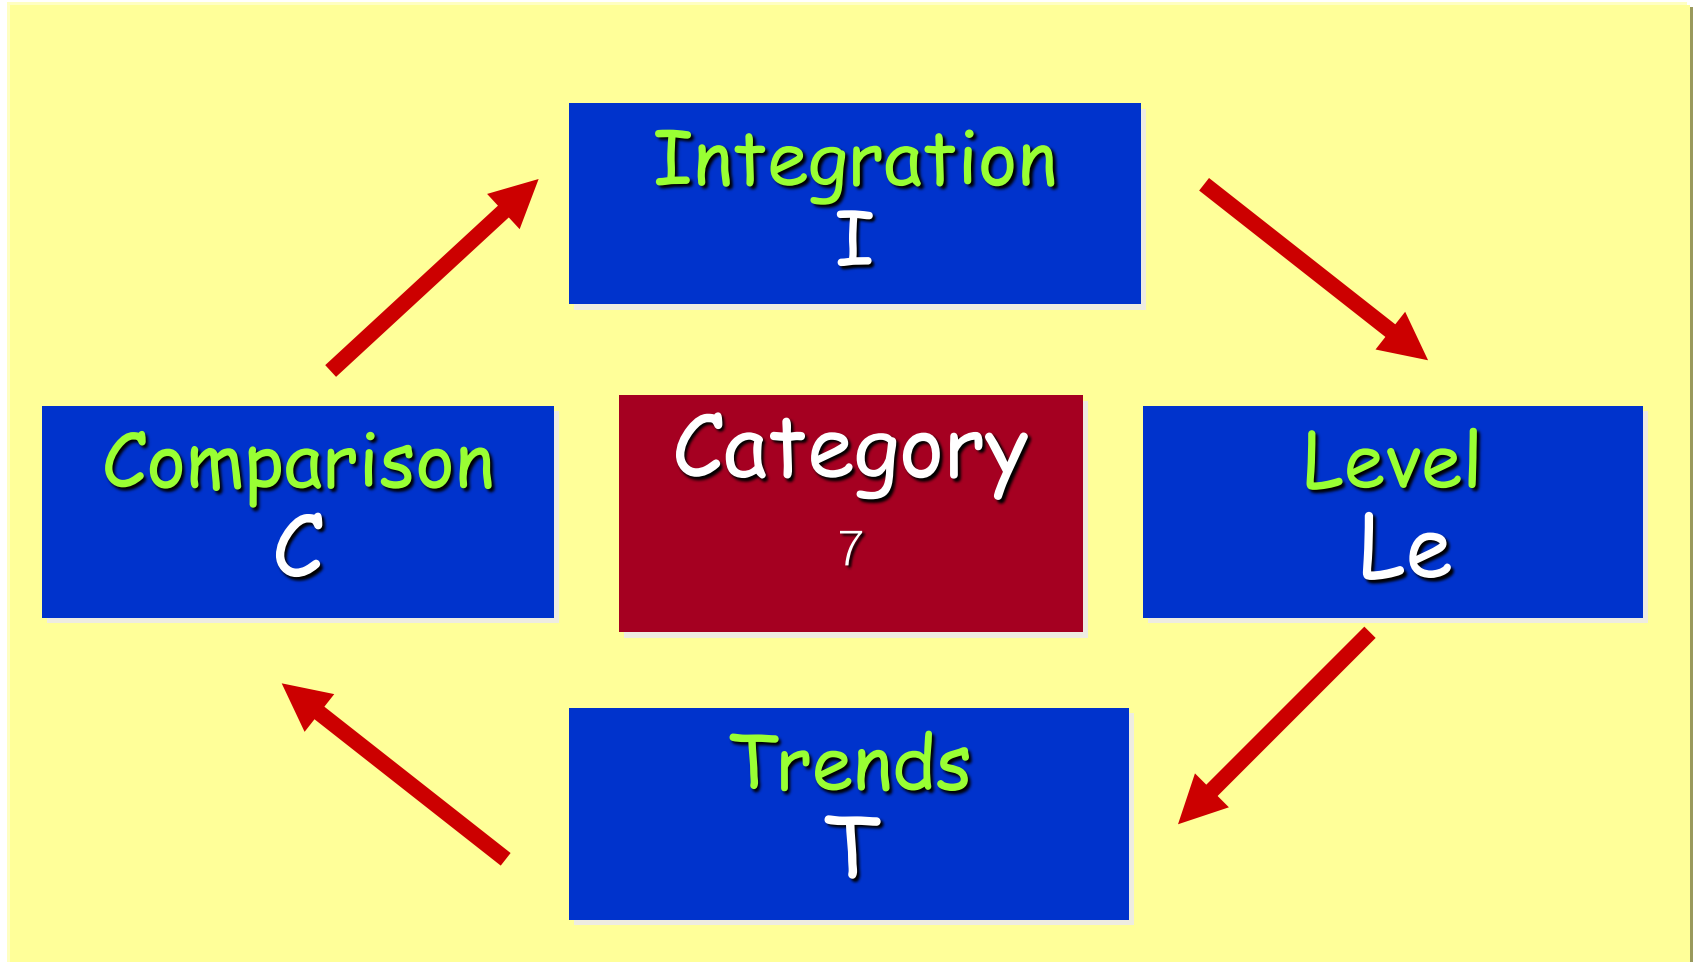 Integration
I
Comparison
C
Category
7
Level
Le
Trends
T